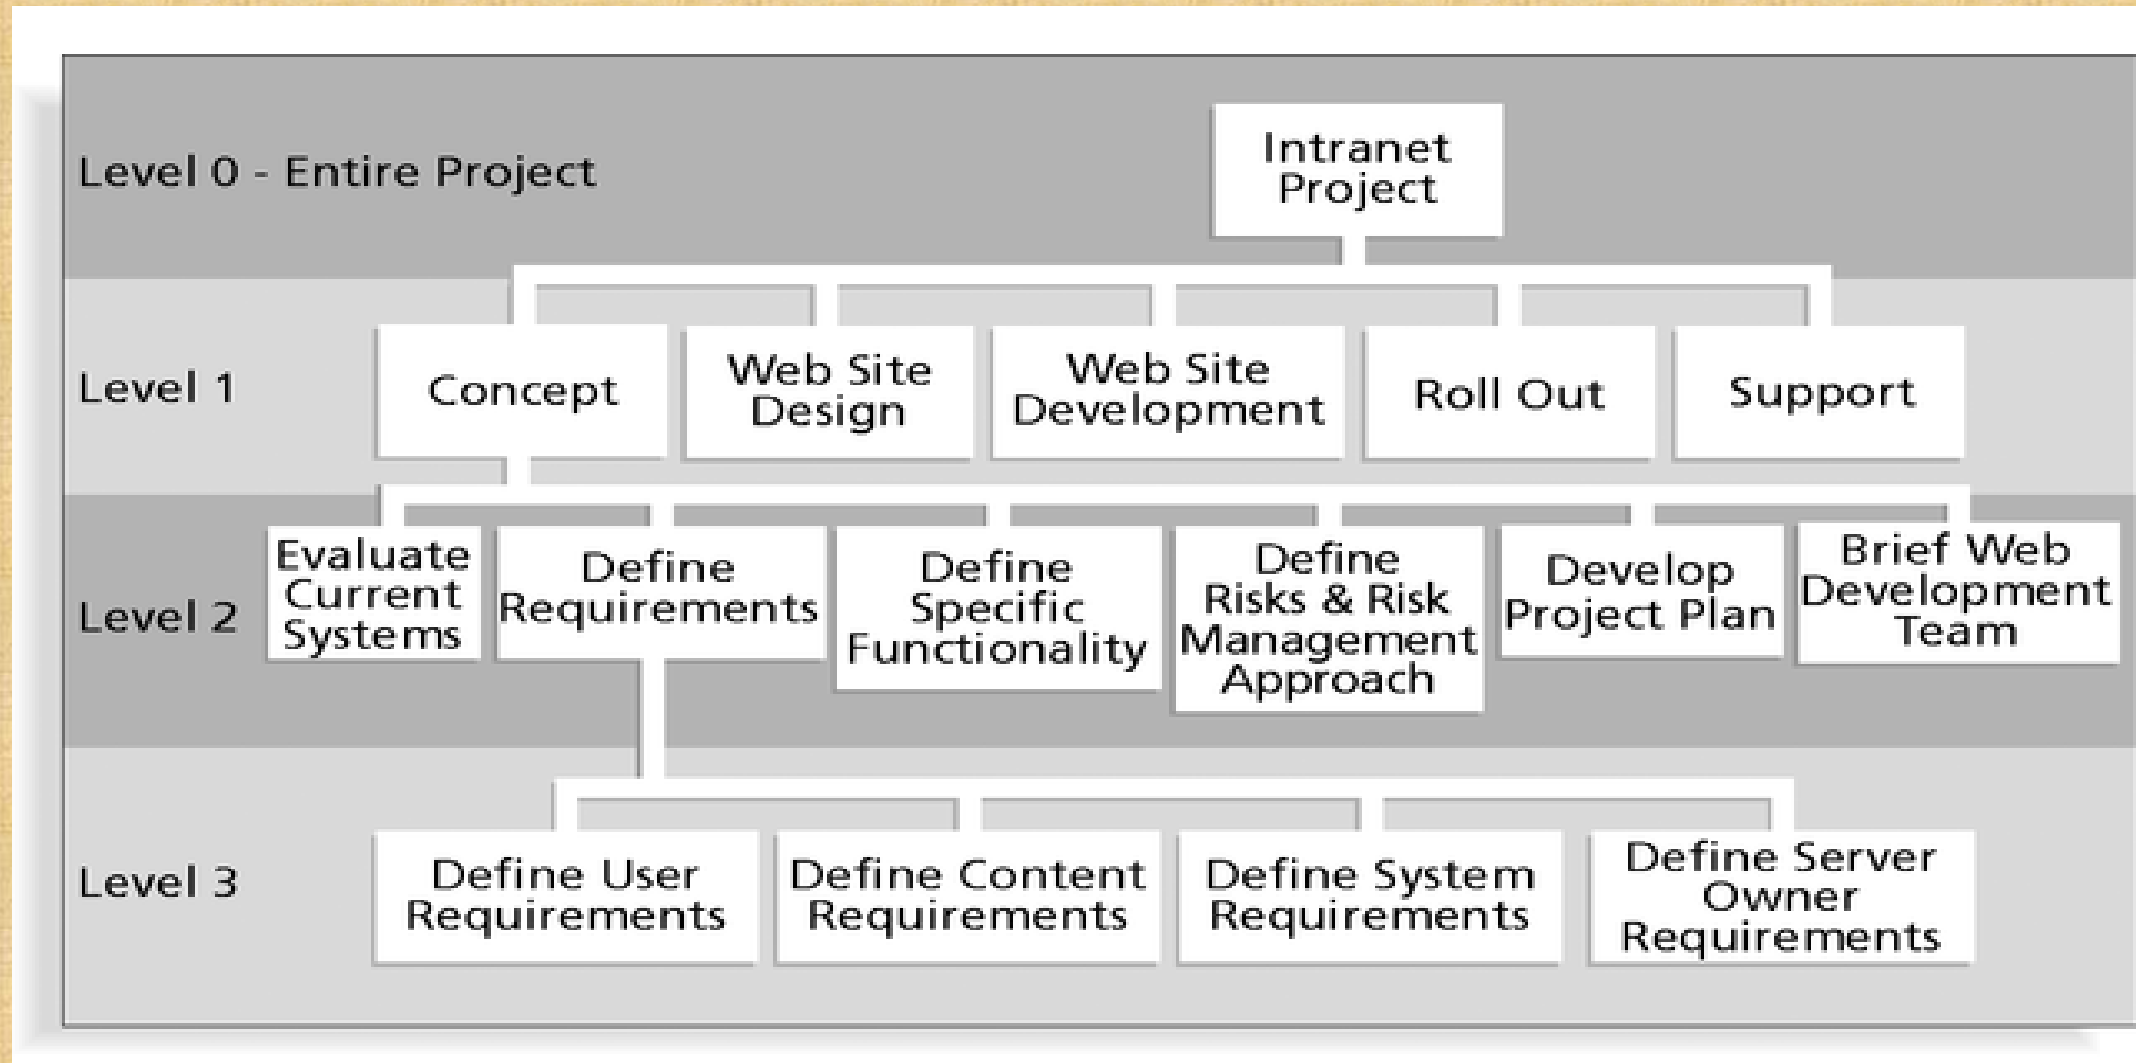 Level 0 - Entire Project
Intranet
Project
Level 1
Concept
Web Site
Design
Web Site
Development
Roll Out
Support
Level 2
Evaluate
Current
Systems
Define
Requirements
Define
Specific
Functionality
Define
Risks & Risk
Management
Approach
Develop
Project Plan
Brief Web
Development
Team
Level 3
Define User
Requirements
Define Content
Requirements
Define System
Requirements
Define Server
Owner
Requirements